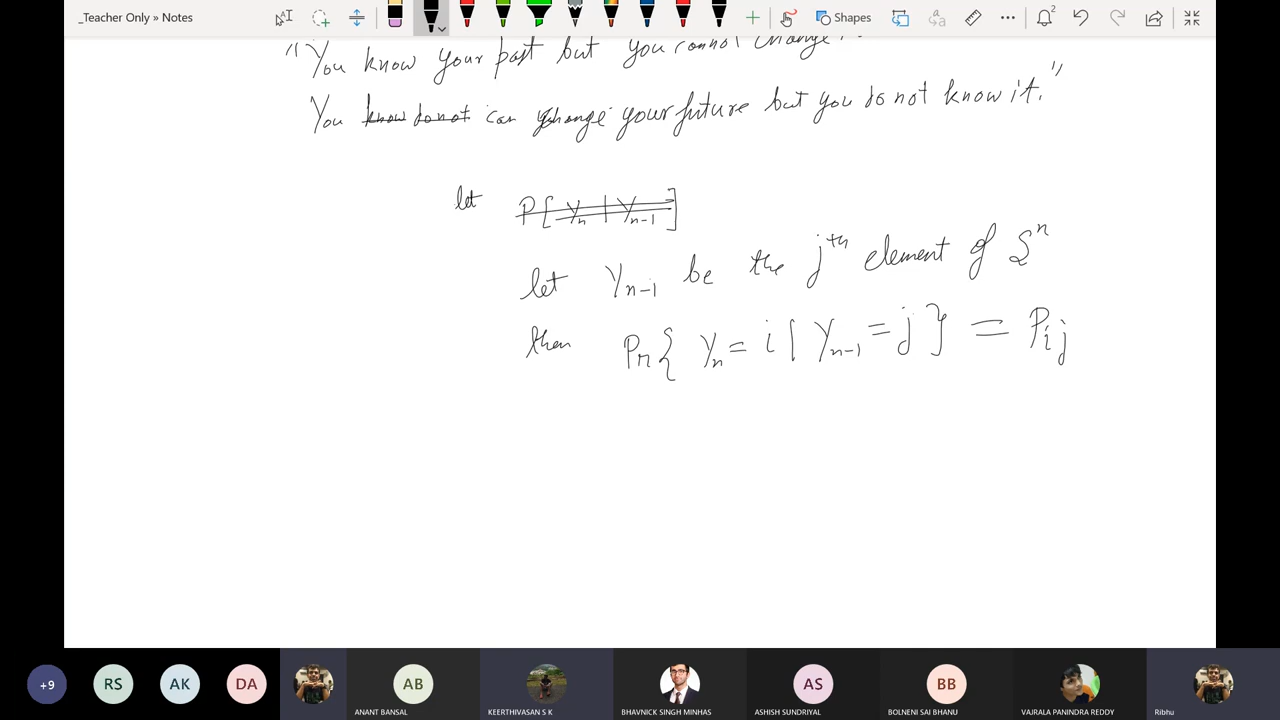 _Teacher Only » Notes
Shapes
"You know your past but you cannot change.
You know do not can change your future but you do not know it."
let P[Yn | Yn-1]
let Yn-1 be the jth element of S^n
then Pr{ Yn = i | Yn-1 = j } = Pij
+9 RS AK DA AB AS BB
ANANT BANSAL KEERTHIVASAN S K BHAVNICK SINGH MINHAS ASHISH SUNDRIYAL BOLNENI SAI BHANU VAJRALA PANINDRA REDDY Ribhu